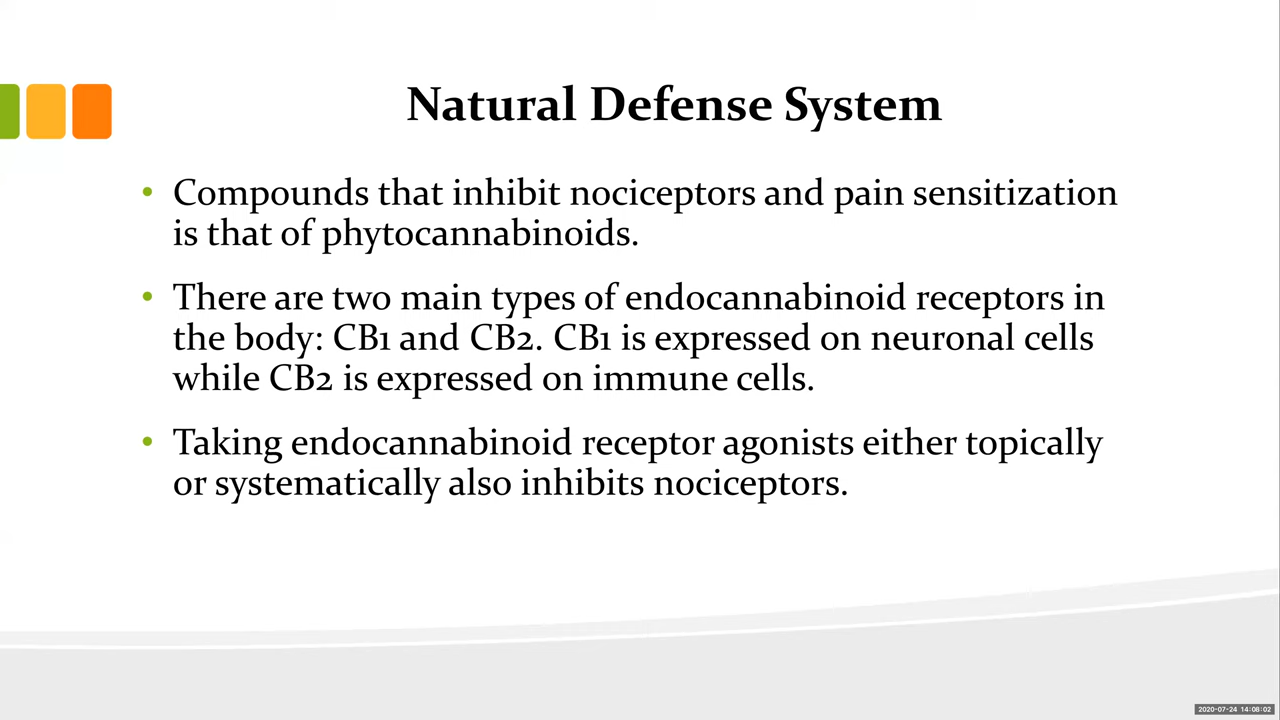 Natural Defense System
• Compounds that inhibit nociceptors and pain sensitization
is that of phytocannabinoids.
• There are two main types of endocannabinoid receptors in
the body: CB1 and CB2. CB1 is expressed on neuronal cells
while CB2 is expressed on immune cells.
• Taking endocannabinoid receptor agonists either topically
or systematically also inhibits nociceptors.
2020-07-24 14:08:02